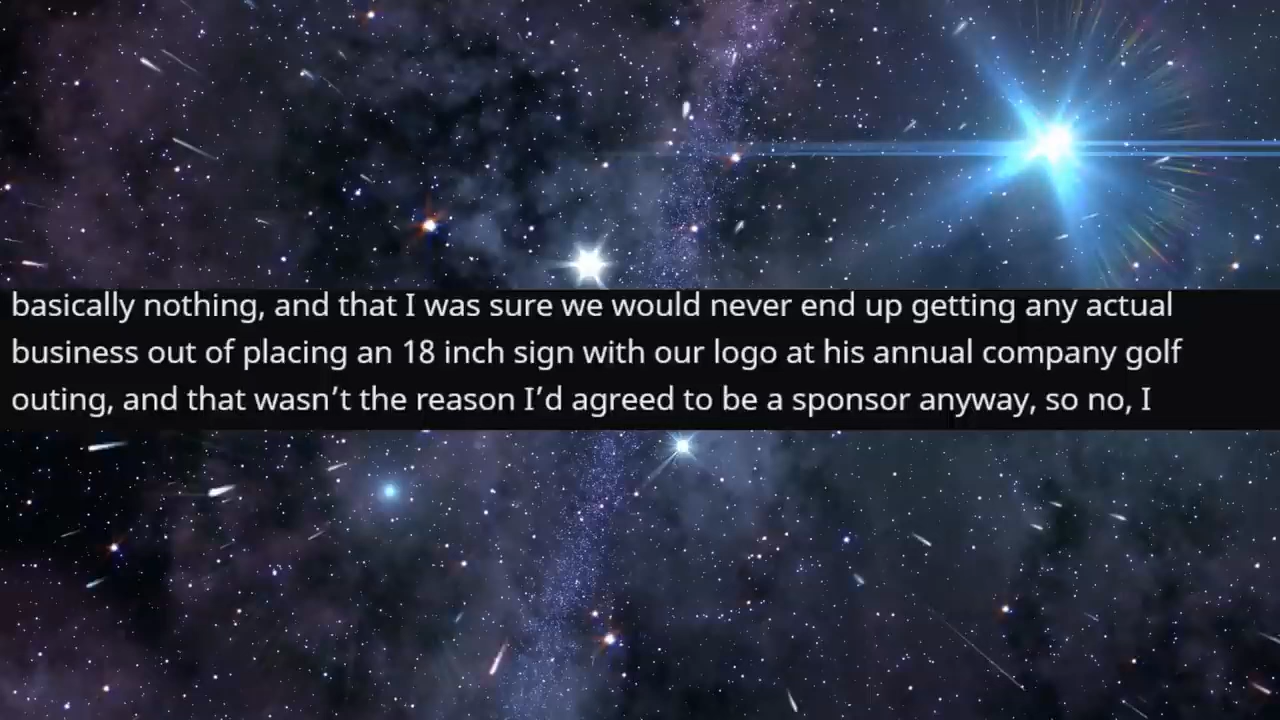 basically nothing, and that I was sure we would never end up getting any actual
business out of placing an 18 inch sign with our logo at his annual company golf
outing, and that wasn’t the reason I’d agreed to be a sponsor anyway, so no, I